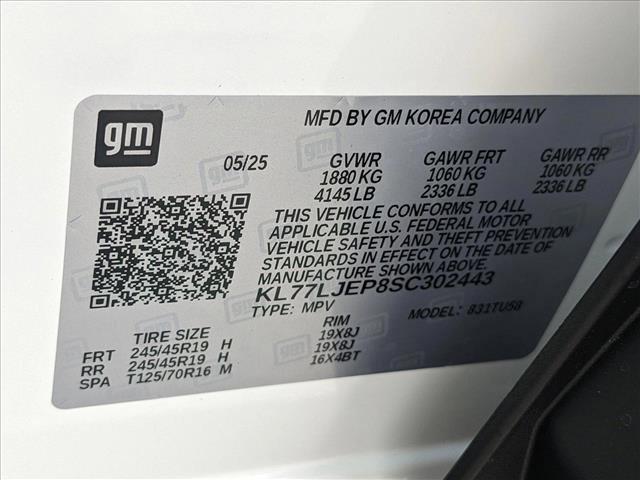 gm
MFD BY GM KOREA COMPANY
05/25 GVWR GAWR FRT GAWR RR
1880 KG 1060 KG 1060 KG
4145 LB 2336 LB 2336 LB
THIS VEHICLE CONFORMS TO ALL
APPLICABLE U.S. FEDERAL MOTOR
VEHICLE SAFETY AND THEFT PREVENTION
STANDARDS IN EFFECT ON THE DATE OF
MANUFACTURE SHOWN ABOVE.
KL77LJEP8SC302443
TYPE: MPV MODEL: 831TU58
TIRE SIZE RIM
FRT 245/45R19 H 19X8J
RR 245/45R19 H 19X8J
SPA T125/70R16 M 16X4BT